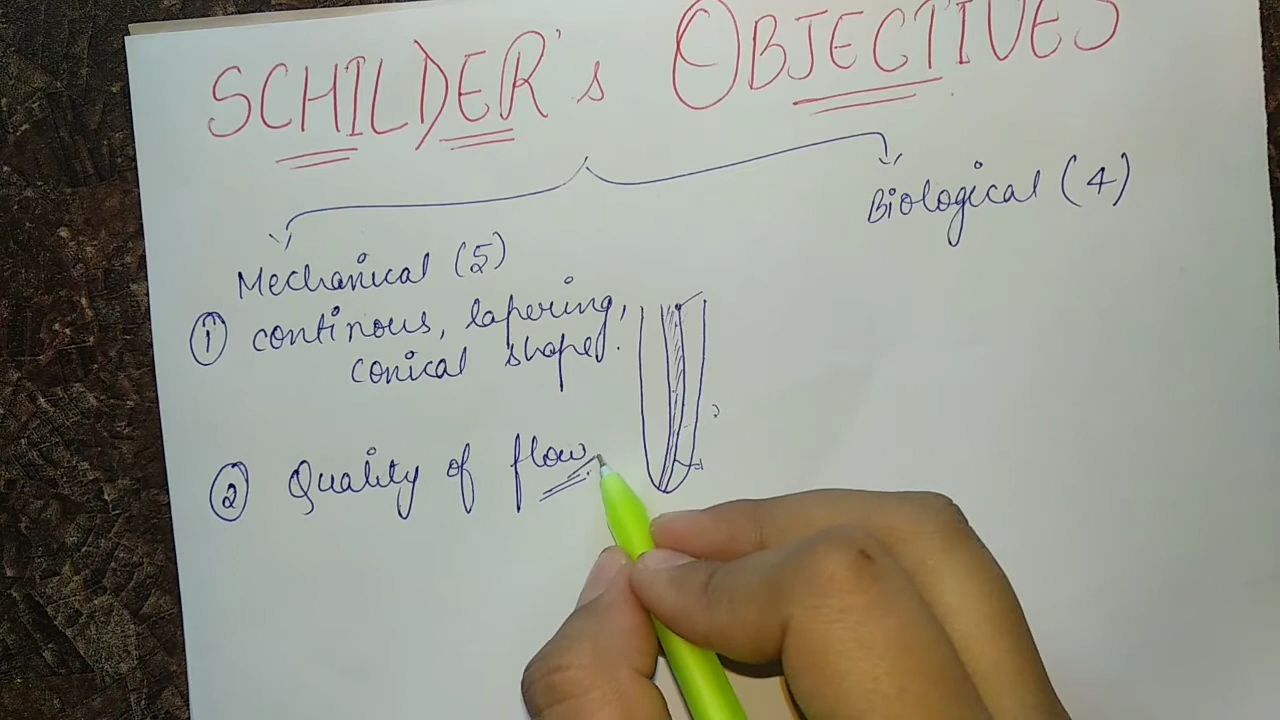 SCHILDER's OBJECTIVES
Biological (4)
Mechanical (5)
① continous, tapering,
conical shape.
② Quality of flow